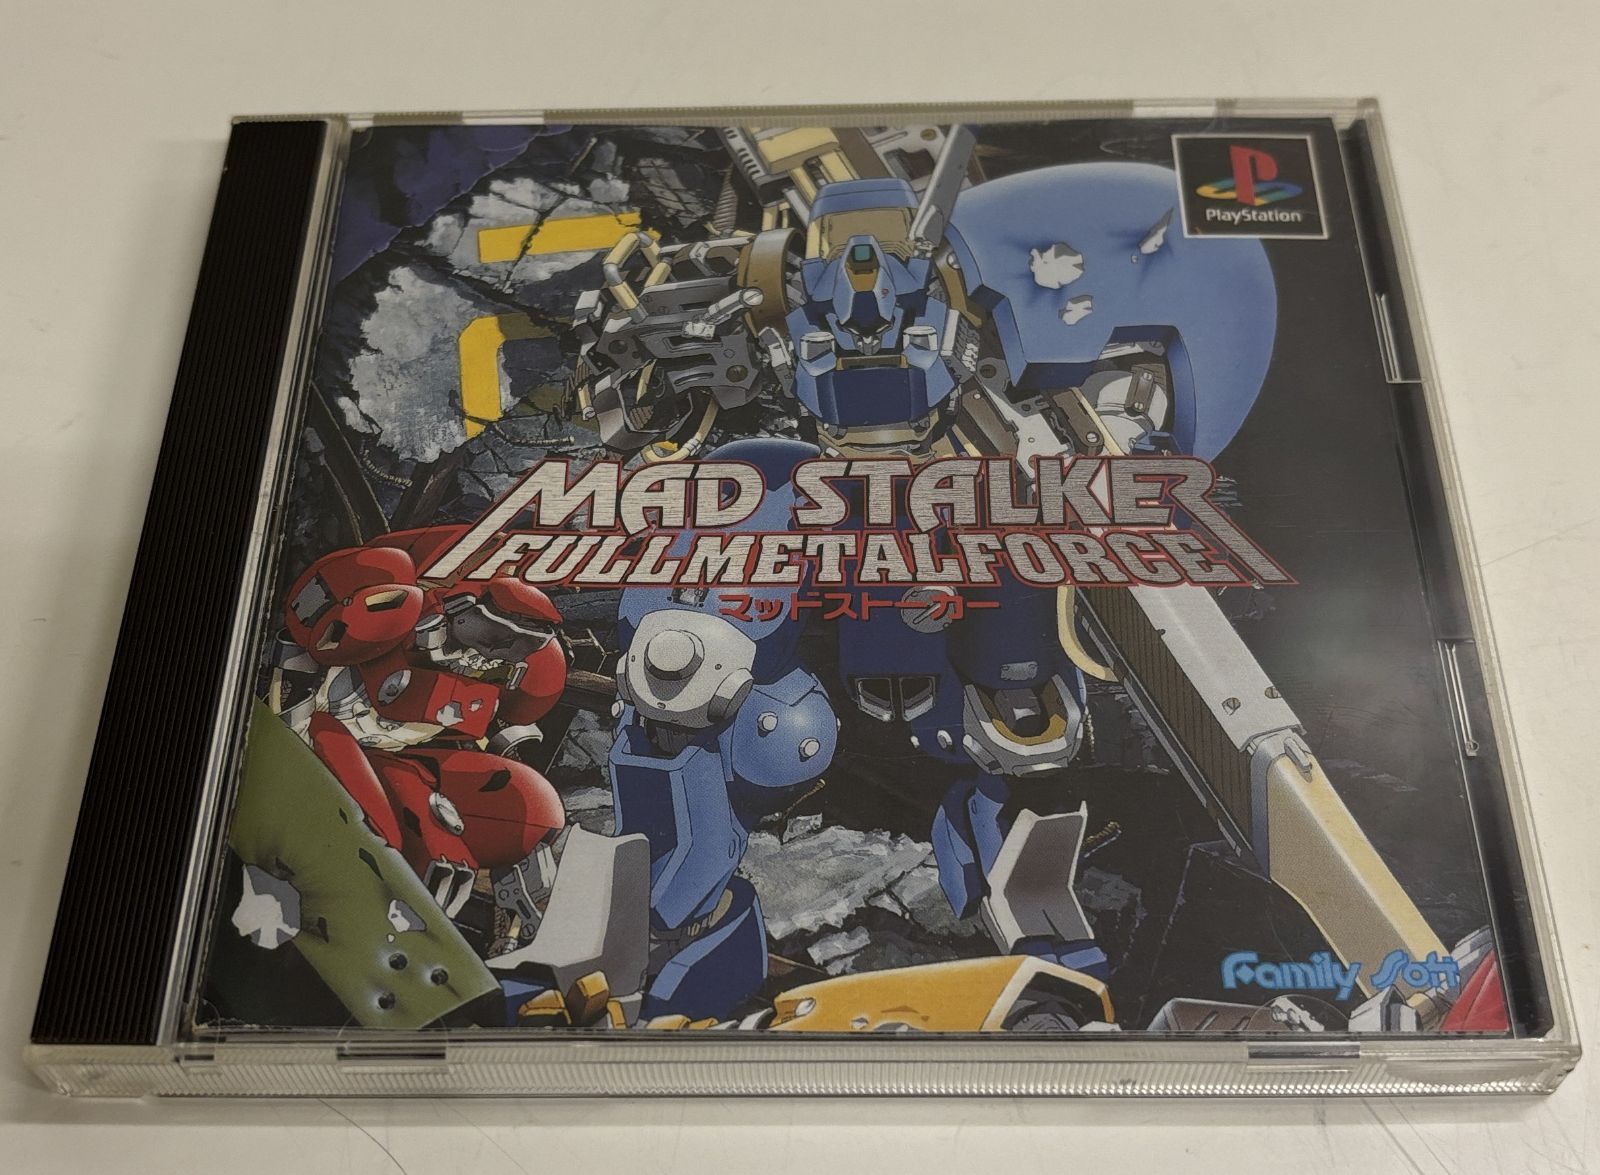 PlayStation
MAD STALKER
FULLMETALFORCE
マッドストーカー
Family Soft